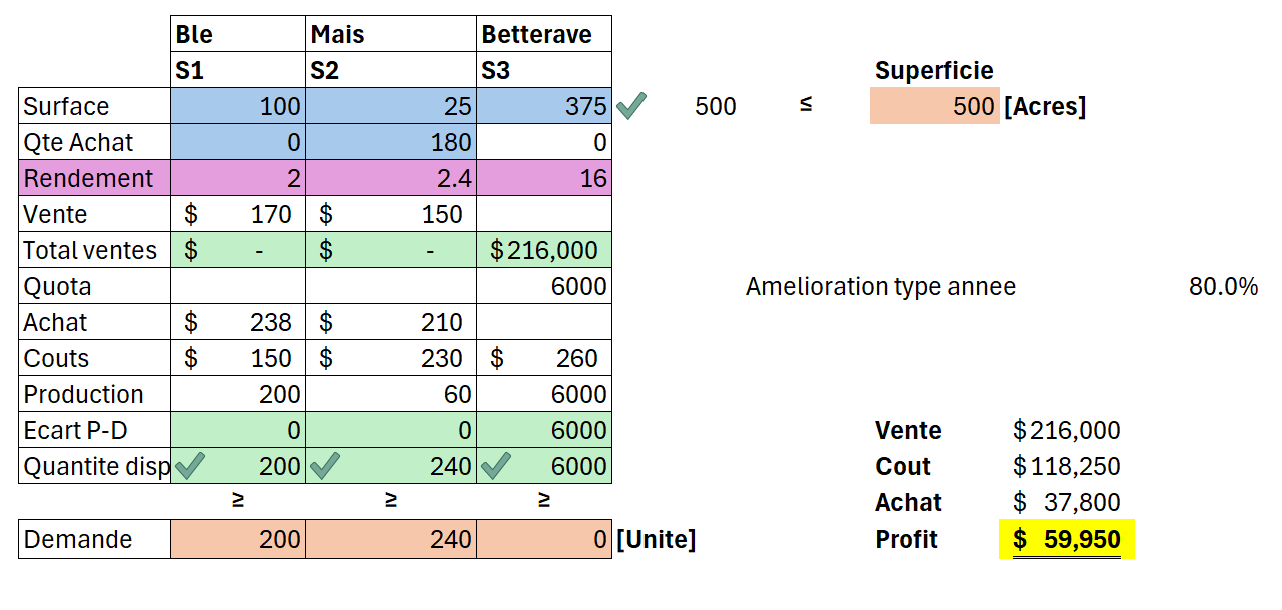 Ble Mais Betterave
S1 S2 S3 Superficie
Surface 100 25 375 500 ≤ 500 [Acres]
Qte Achat 0 180 0
Rendement 2 2.4 16
Vente $ 170 $ 150
Total ventes $ - $ - $216,000
Quota 6000 Amelioration type annee 80.0%
Achat $ 238 $ 210
Couts $ 150 $ 230 $ 260
Production 200 60 6000
Ecart P-D 0 0 6000 Vente $216,000
Quantite disp 200 240 6000 Cout $118,250
≥ ≥ ≥ Achat $ 37,800
Demande 200 240 0 [Unite] Profit $ 59,950